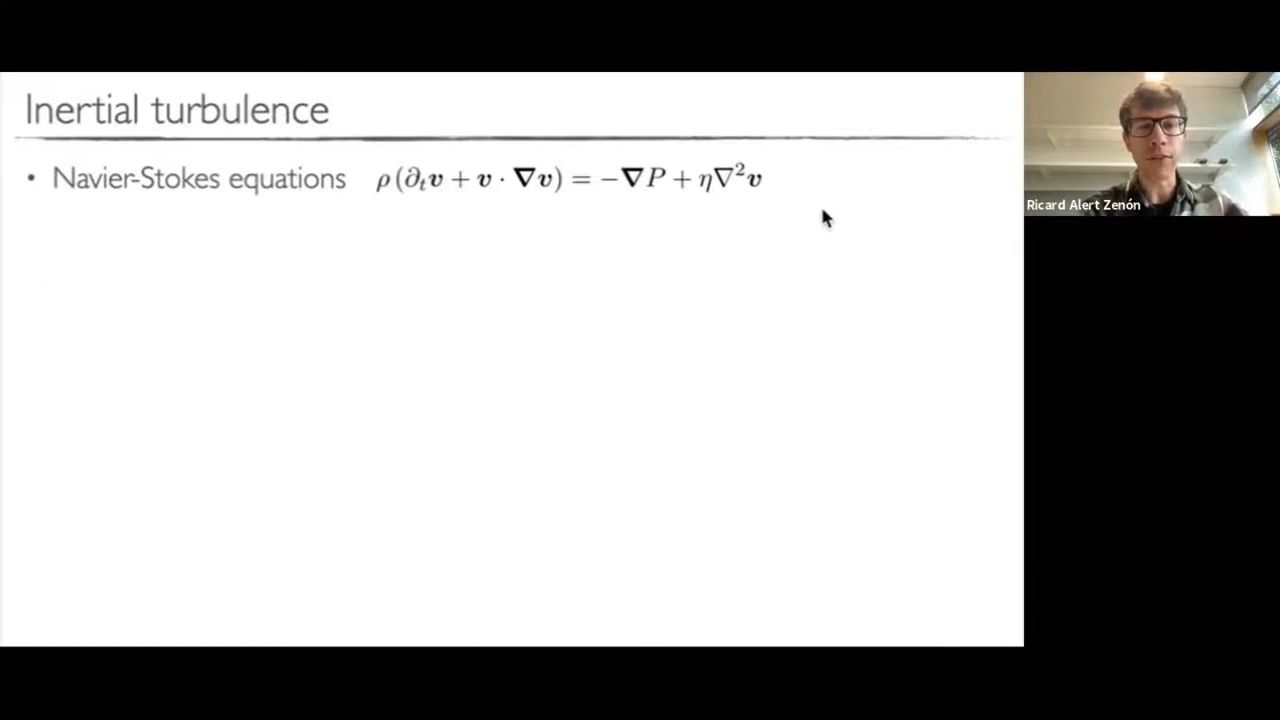 Inertial turbulence
• Navier-Stokes equations ρ(∂ₜv + v · ∇v) = −∇P + η∇²v
Ricard Alert Zenón